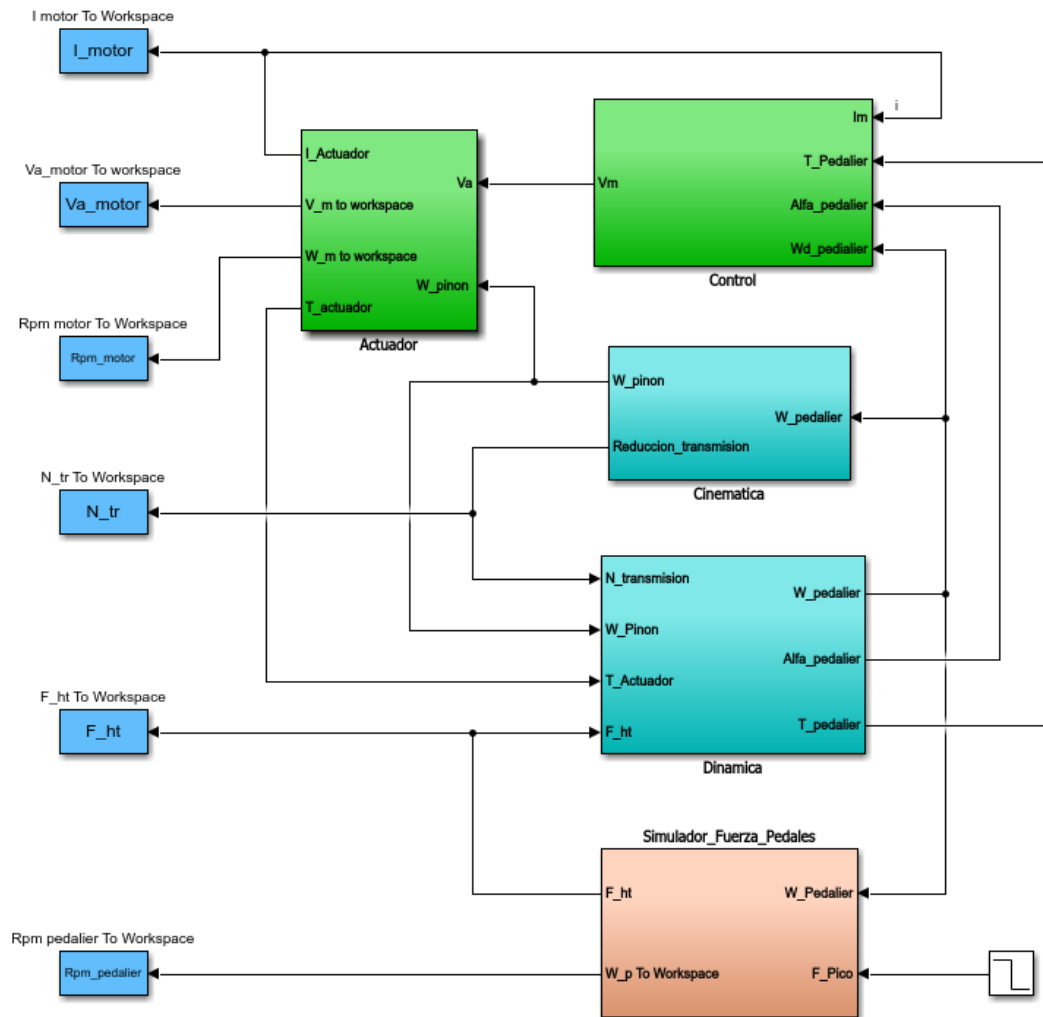 I motor To Workspace
I_motor
Va_motor To workspace
Va_motor
Rpm motor To Workspace
Rpm_motor
N_tr To Workspace
N_tr
F_ht To Workspace
F_ht
Rpm pedalier To Workspace
Rpm_pedalier
I_Actuador
Va
V_m to workspace
W_m to workspace
W_pinon
T_actuador
Actuador
i
Im
T_Pedalier
Vm
Alfa_pedalier
Wd_pedialier
Control
W_pinon
W_pedalier
Reduccion_transmision
Cinematica
N_transmision
W_pedalier
W_Pinon
Alfa_pedalier
T_Actuador
T_pedalier
F_ht
Dinamica
Simulador_Fuerza_Pedales
F_ht
W_Pedalier
W_p To Workspace
F_Pico